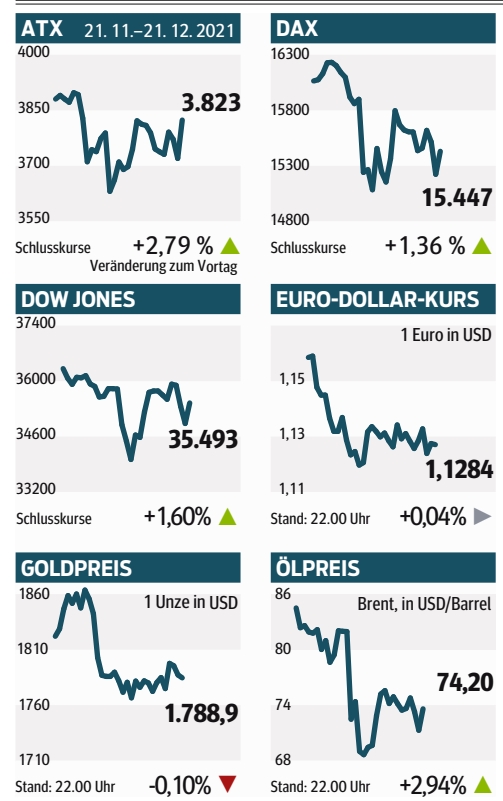 ATX 21. 11.–21. 12. 2021
4000
3850
3700
3550
3.823
Schlusskurse +2,79 %
Veränderung zum Vortag
DAX
16300
15800
15300
14800
15.447
Schlusskurse +1,36 %
DOW JONES
37400
36000
34600
33200
35.493
Schlusskurse +1,60%
EURO-DOLLAR-KURS
1 Euro in USD
1,15
1,13
1,11
1,1284
Stand: 22.00 Uhr +0,04%
GOLDPREIS
1860
1 Unze in USD
1810
1760
1710
1.788,9
Stand: 22.00 Uhr -0,10%
ÖLPREIS
86
Brent, in USD/Barrel
80
74
68
74,20
Stand: 22.00 Uhr +2,94%